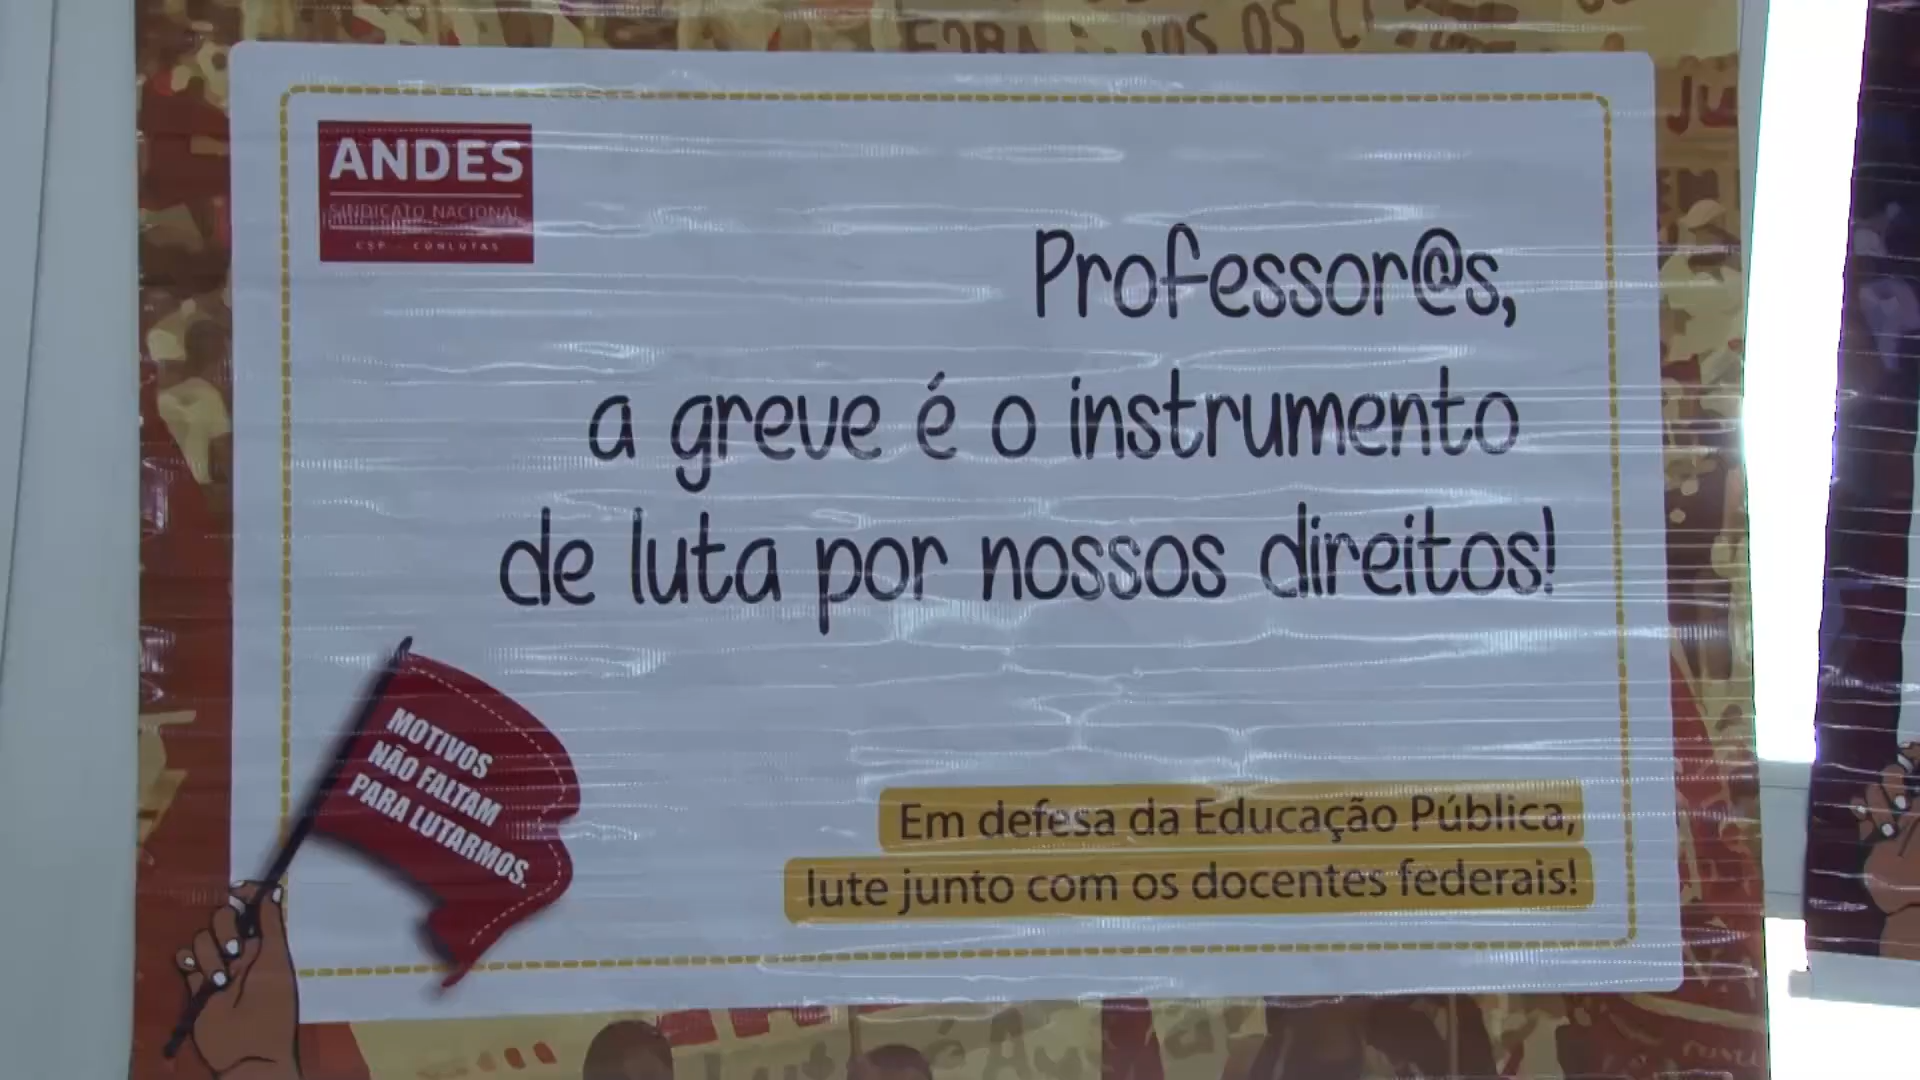 ANDES
SINDICATO NACIONAL
CSP - CONLUTAS
Professor@s,
a greve é o instrumento
de luta por nossos direitos!
MOTIVOS
NÃO FALTAM
PARA LUTARMOS.
Em defesa da Educação Pública,
lute junto com os docentes federais!